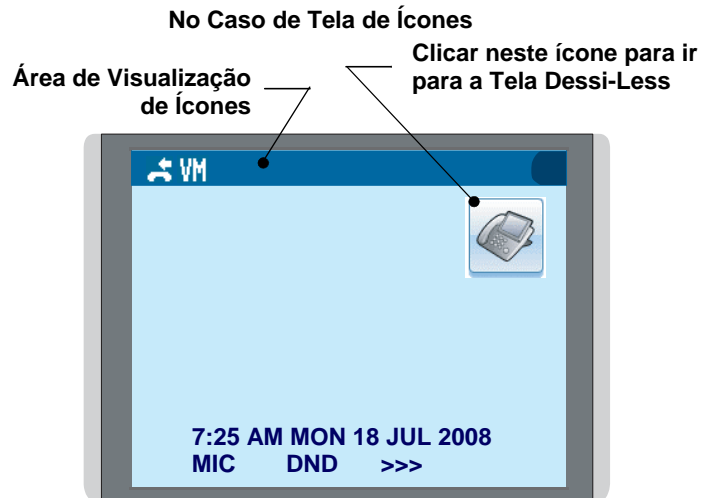 No Caso de Tela de Ícones
Clicar neste ícone para ir
para a Tela Dessi-Less
Área de Visualização
de Ícones
VM
7:25 AM MON 18 JUL 2008
MIC DND >>>